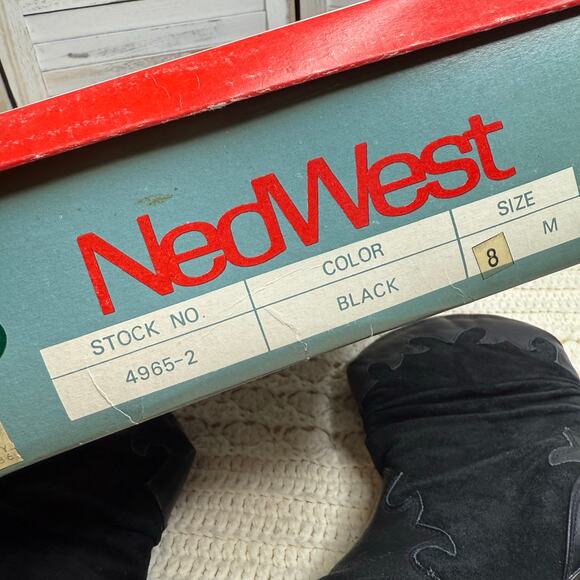 NedWest
STOCK NO. COLOR SIZE
4965-2 BLACK 8 M